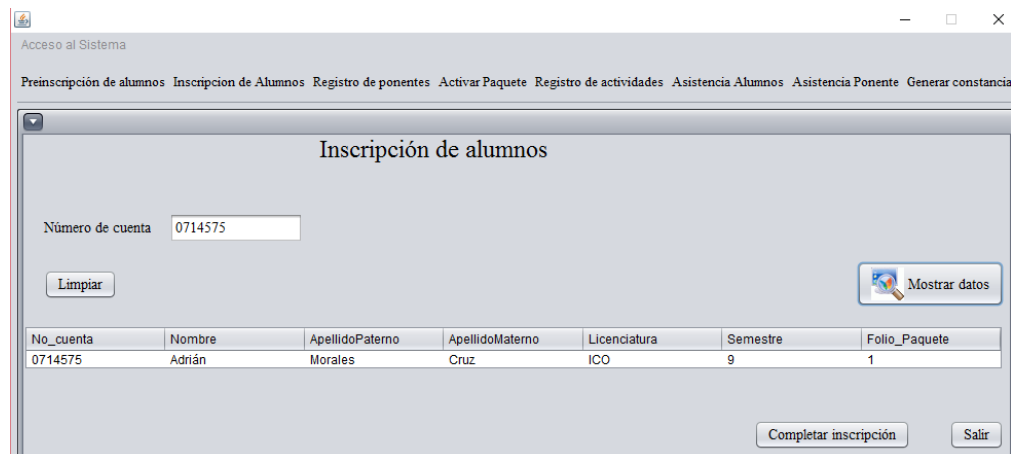 Acceso al Sistema
Preinscripción de alumnos Inscripcion de Alumnos Registro de ponentes Activar Paquete Registro de actividades Asistencia Alumnos Asistencia Ponente Generar constancia
Inscripción de alumnos
Número de cuenta 0714575
Limpiar Mostrar datos
No_cuenta Nombre ApellidoPaterno ApellidoMaterno Licenciatura Semestre Folio_Paquete
0714575 Adrián Morales Cruz ICO 9 1
Completar inscripción Salir